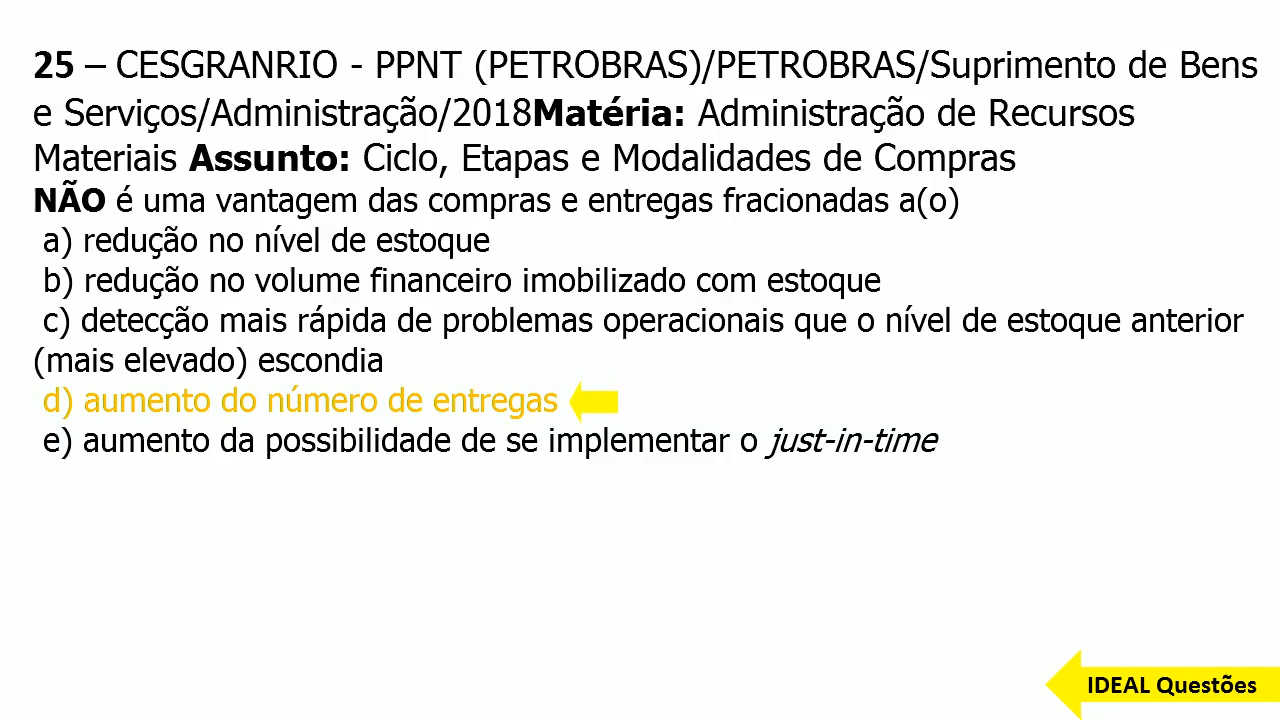 25 – CESGRANRIO - PPNT (PETROBRAS)/PETROBRAS/Suprimento de Bens
e Serviços/Administração/2018Matéria: Administração de Recursos
Materiais Assunto: Ciclo, Etapas e Modalidades de Compras
NÃO é uma vantagem das compras e entregas fracionadas a(o)
a) redução no nível de estoque
b) redução no volume financeiro imobilizado com estoque
c) detecção mais rápida de problemas operacionais que o nível de estoque anterior
(mais elevado) escondia
d) aumento do número de entregas
e) aumento da possibilidade de se implementar o just-in-time
IDEAL Questões